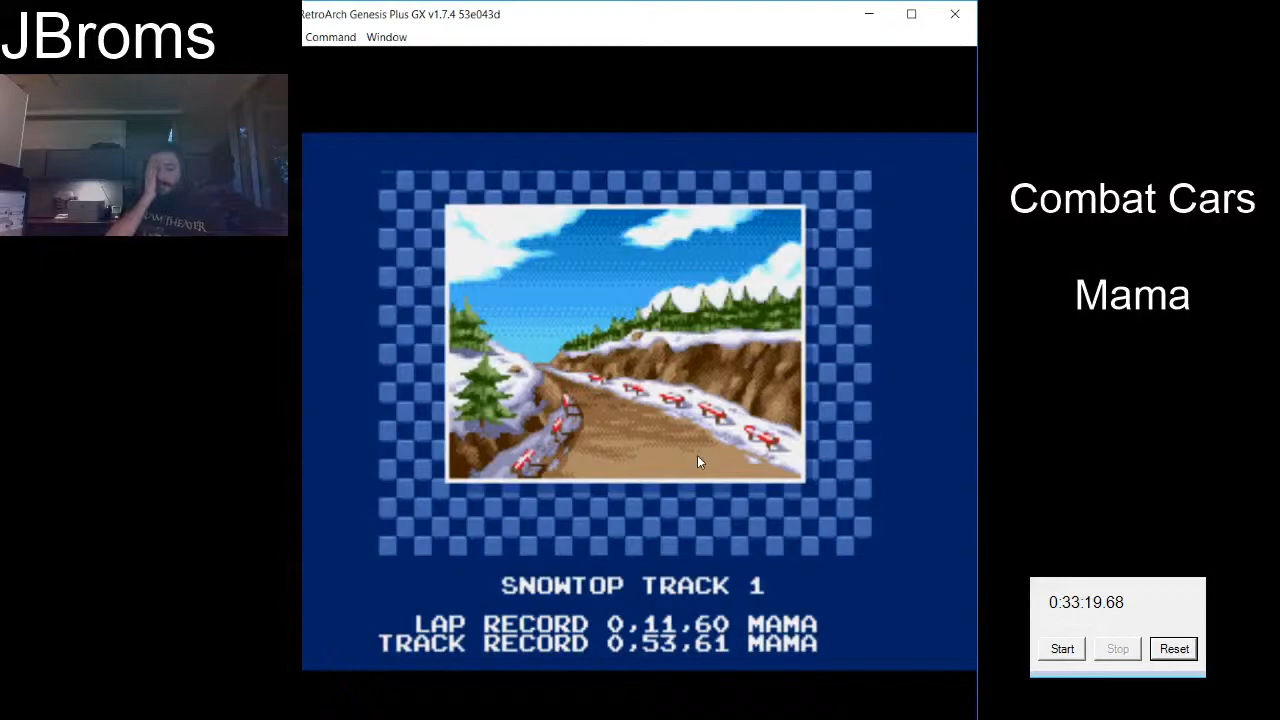 JBroms
RetroArch Genesis Plus GX v1.7.4 53e043d
Command Window
Combat Cars
Mama
SNOWTOP TRACK 1
LAP RECORD 0,11,60 MAMA
TRACK RECORD 0,53,61 MAMA
0:33:19.68
Start Stop Reset